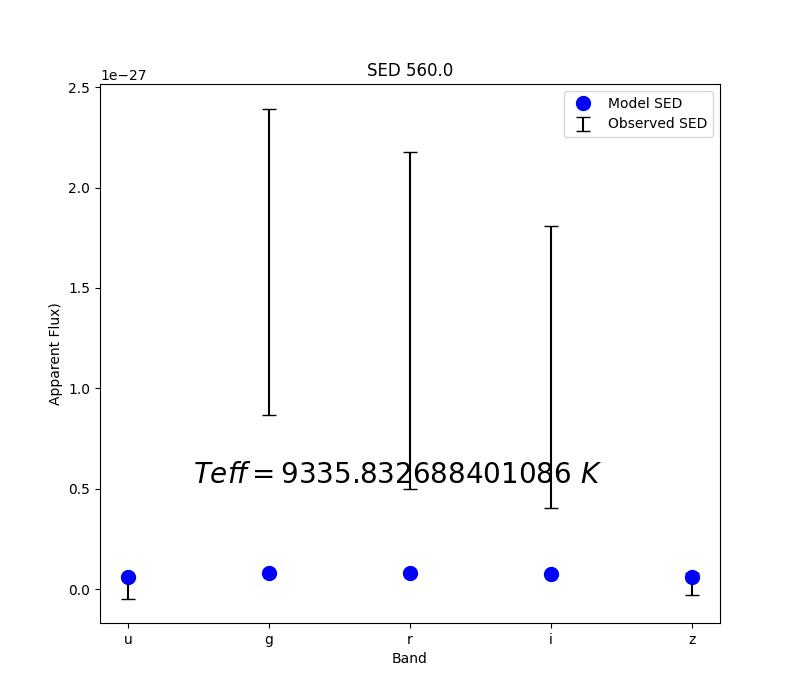 SED 560.0
1e−27
2.5
2.0
1.5
1.0
0.5
0.0
Apparent Flux)
Model SED
Observed SED
Teff = 9335.832688401086 K
u g r i z
Band